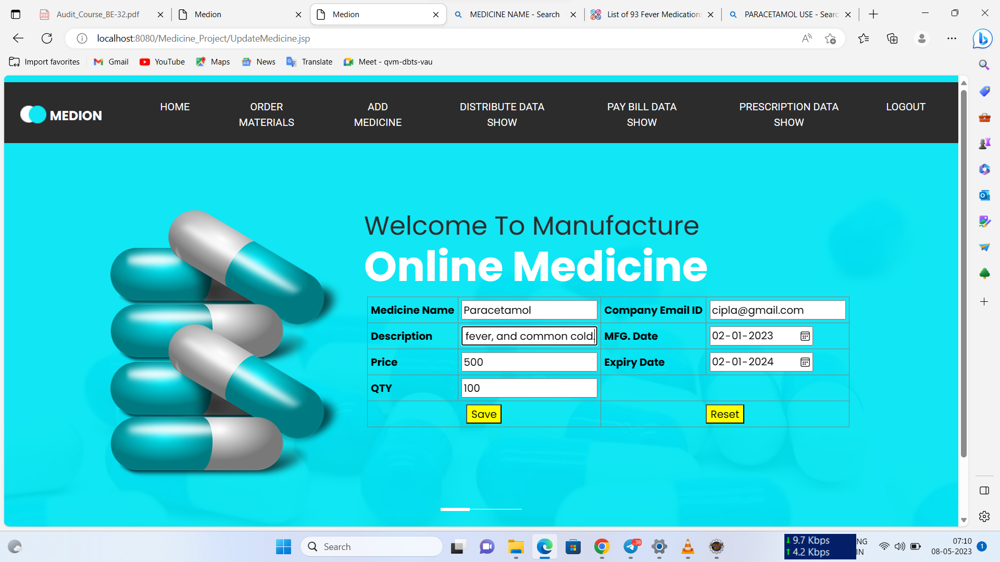 Audit_Course_BE-32.pdf
Medion
Medion
MEDICINE NAME - Search
List of 93 Fever Medications
PARACETAMOL USE - Searc
localhost:8080/Medicine_Project/UpdateMedicine.jsp
Import favorites
Gmail
YouTube
Maps
News
Translate
Meet - qvm-dbts-vau
MEDION
HOME
ORDER
MATERIALS
ADD
MEDICINE
DISTRIBUTE DATA
SHOW
PAY BILL DATA
SHOW
PRESCRIPTION DATA
SHOW
LOGOUT
Welcome To Manufacture
Online Medicine
Medicine Name Paracetamol Company Email ID cipla@gmail.com
Description fever, and common cold. MFG. Date 02-01-2023
Price 500 Expiry Date 02-01-2024
QTY 100
Save Reset
Search
.38
↓ 9.7 Kbps
↑ 4.2 Kbps
NG
IN
07:10
08-05-2023
1